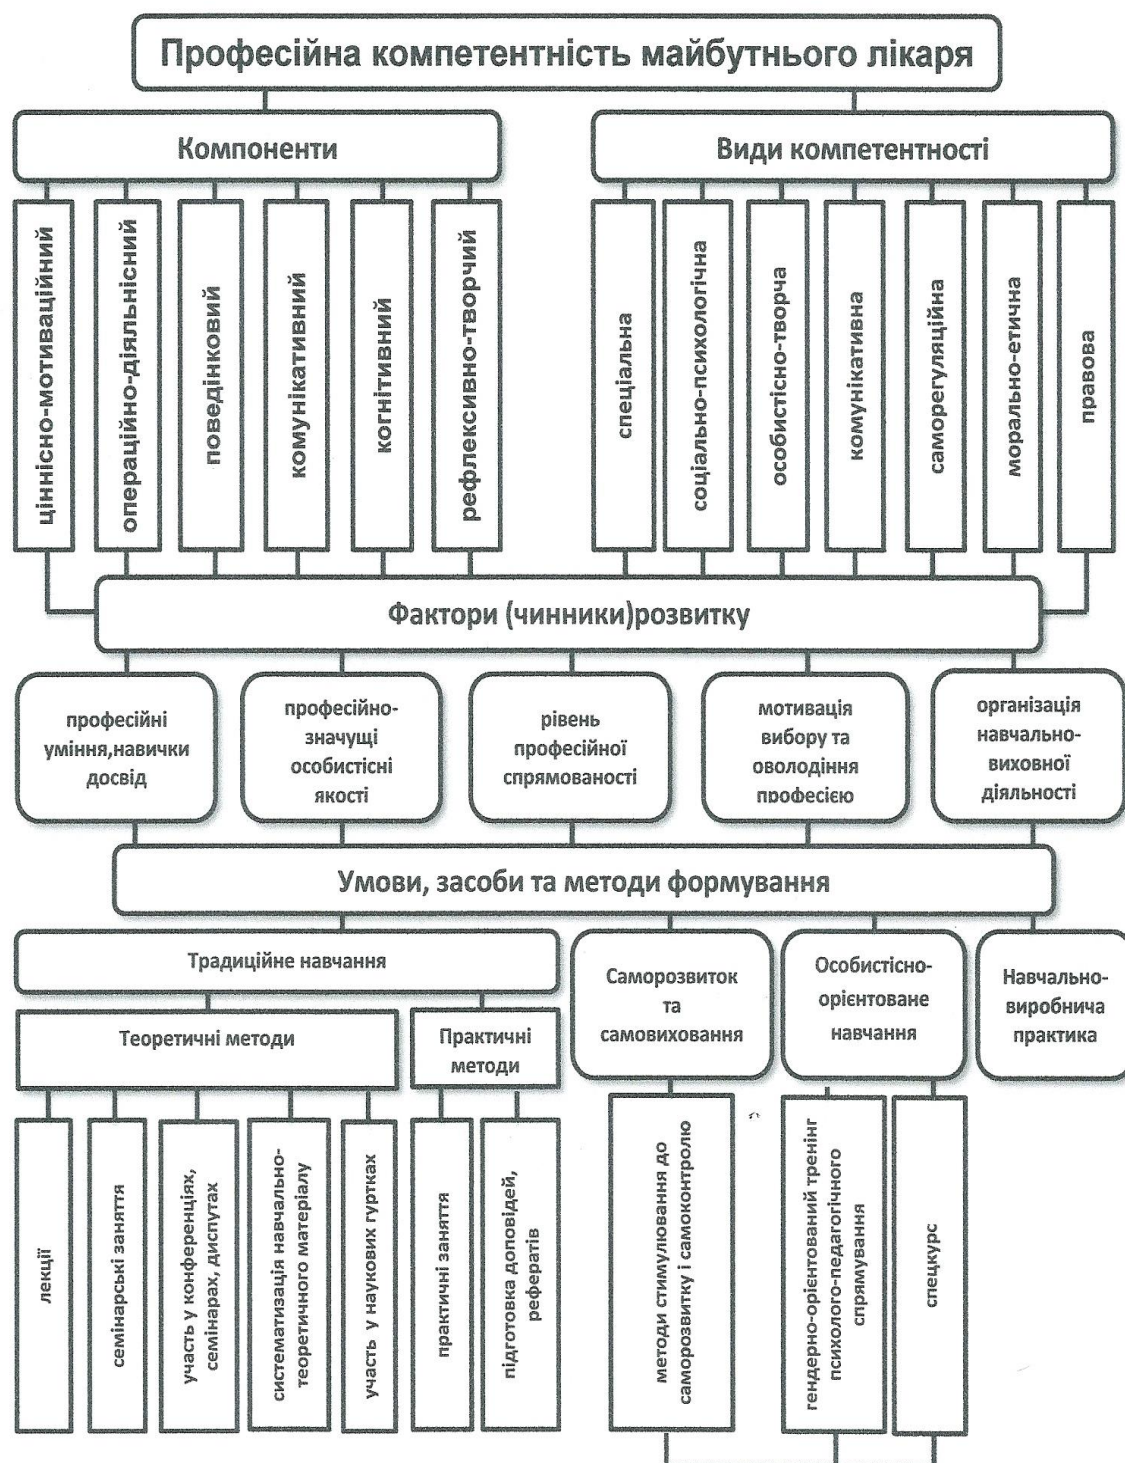 Професійна компетентність майбутнього лікаря
Компоненти
Види компетентності
ціннісно-мотиваційний
операційно-діяльнісний
поведінковий
комунікативний
когнітивний
рефлексивно-творчий
спеціальна
соціально-психологічна
особистісно-творча
комунікативна
саморегуляційна
морально-етична
правова
Фактори (чинники)розвитку
професійні
уміння,навички
досвід
професійно-
значущі
особистісні
якості
рівень
професійної
спрямованості
мотивація
вибору та
оволодіння
професією
організація
навчально-
виховної
діяльності
Умови, засоби та методи формування
Традиційне навчання
Саморозвиток
та
самовиховання
Особистісно-
орієнтоване
навчання
Навчально-
виробнича
практика
Теоретичні методи
Практичні
методи
лекції
семінарські заняття
участь у конференціях,
семінарах, диспутах
систематизація навчально-
теоретичного матеріалу
участь у наукових гуртках
практичні заняття
підготовка доповідей,
рефератів
методи стимулювання до
саморозвитку і самоконтролю
гендерно-орієнтований тренінг
психолого-педагогічного
спрямування
спецкурс